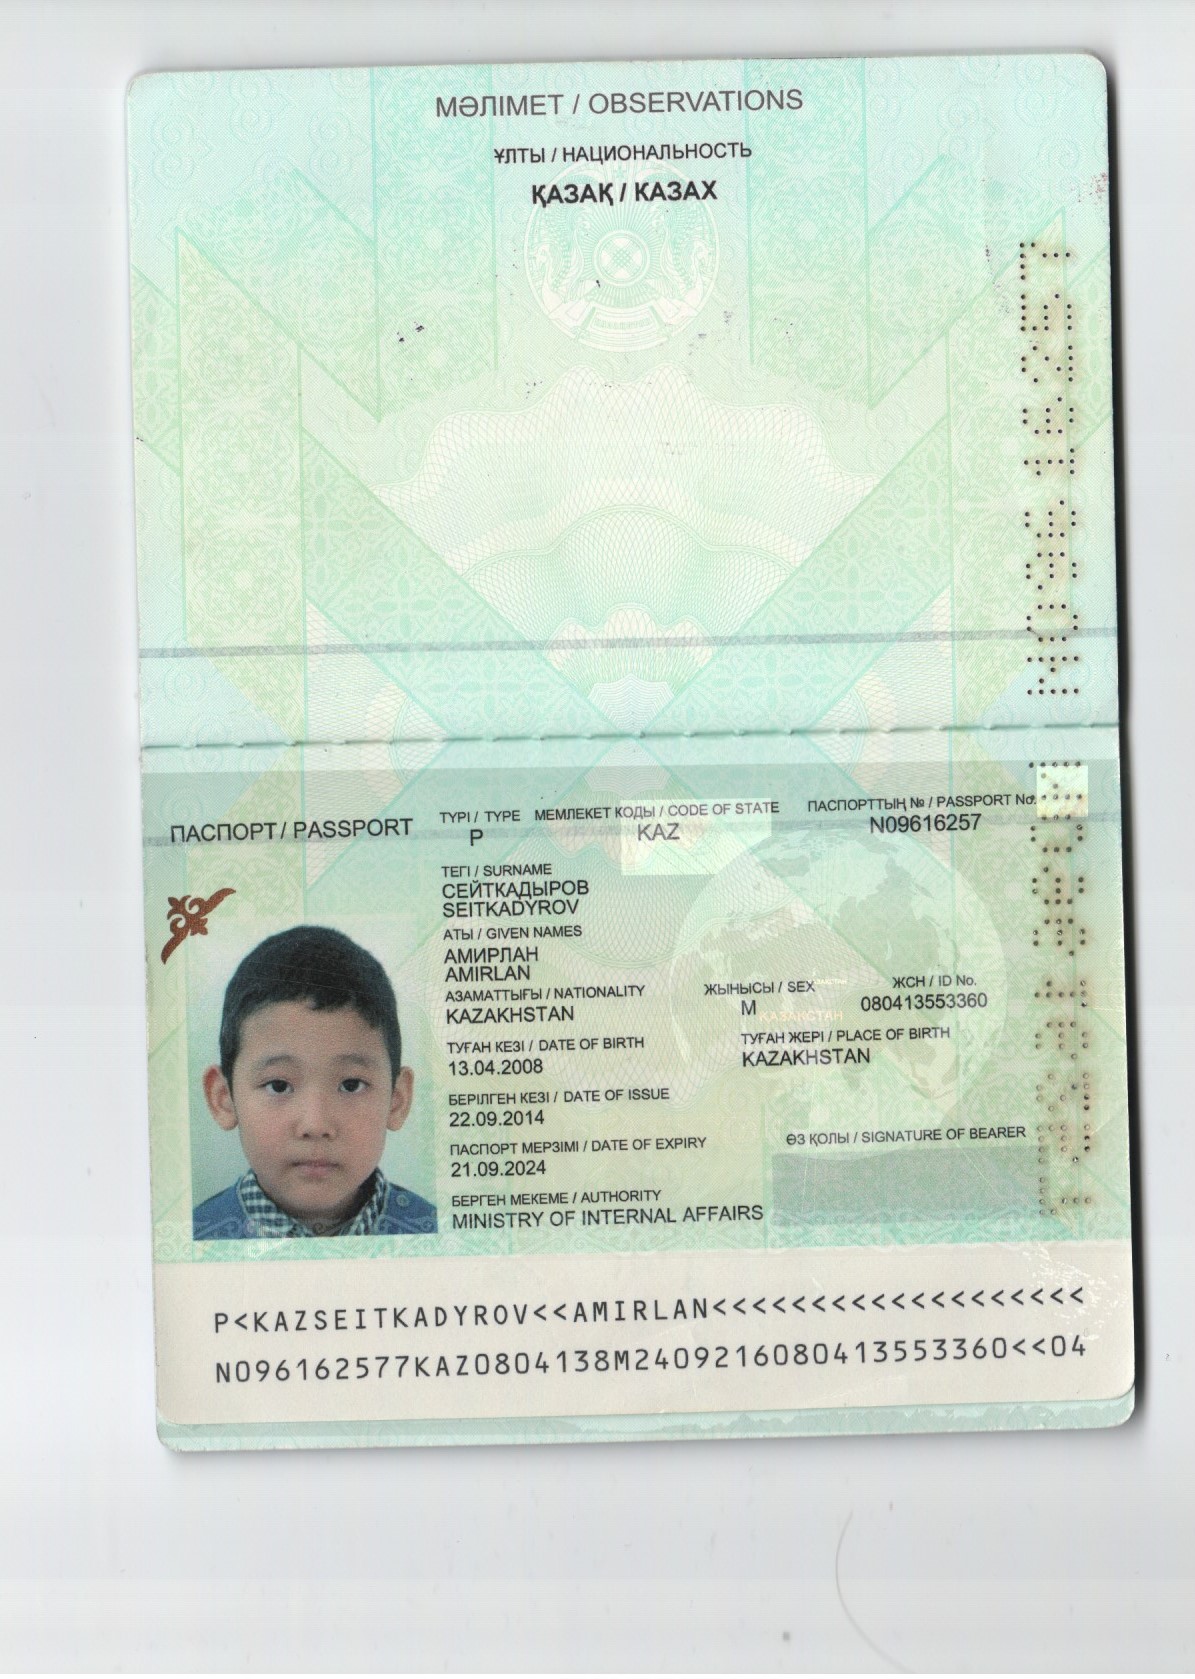 МӘЛІМЕТ / OBSERVATIONS
ҰЛТЫ / НАЦИОНАЛЬНОСТЬ
ҚАЗАҚ / КАЗАХ
N09616257
ПАСПОРТ / PASSPORT
ТҮРІ / TYPE МЕМЛЕКЕТ КОДЫ / CODE OF STATE ПАСПОРТТЫҢ № / PASSPORT No.
P KAZ N09616257
ТЕГІ / SURNAME
СЕЙТКАДЫРОВ
SEITKADYROV
АТЫ / GIVEN NAMES
АМИРЛАН
AMIRLAN
АЗАМАТТЫҒЫ / NATIONALITY ЖЫНЫСЫ / SEX ЖСН / ID No.
KAZAKHSTAN M 080413553360
ҚАЗАҚСТАН
ТУҒАН КЕЗІ / DATE OF BIRTH ТУҒАН ЖЕРІ / PLACE OF BIRTH
13.04.2008 KAZAKHSTAN
БЕРІЛГЕН КЕЗІ / DATE OF ISSUE
22.09.2014
ПАСПОРТ МЕРЗІМІ / DATE OF EXPIRY ӨЗ ҚОЛЫ / SIGNATURE OF BEARER
21.09.2024
БЕРГЕН МЕКЕМЕ / AUTHORITY
MINISTRY OF INTERNAL AFFAIRS
P<KAZSEITKADYROV<<AMIRLAN<<<<<<<<<<<<<<<<<<<
N096162577KAZ0804138M2409216080413553360<<04